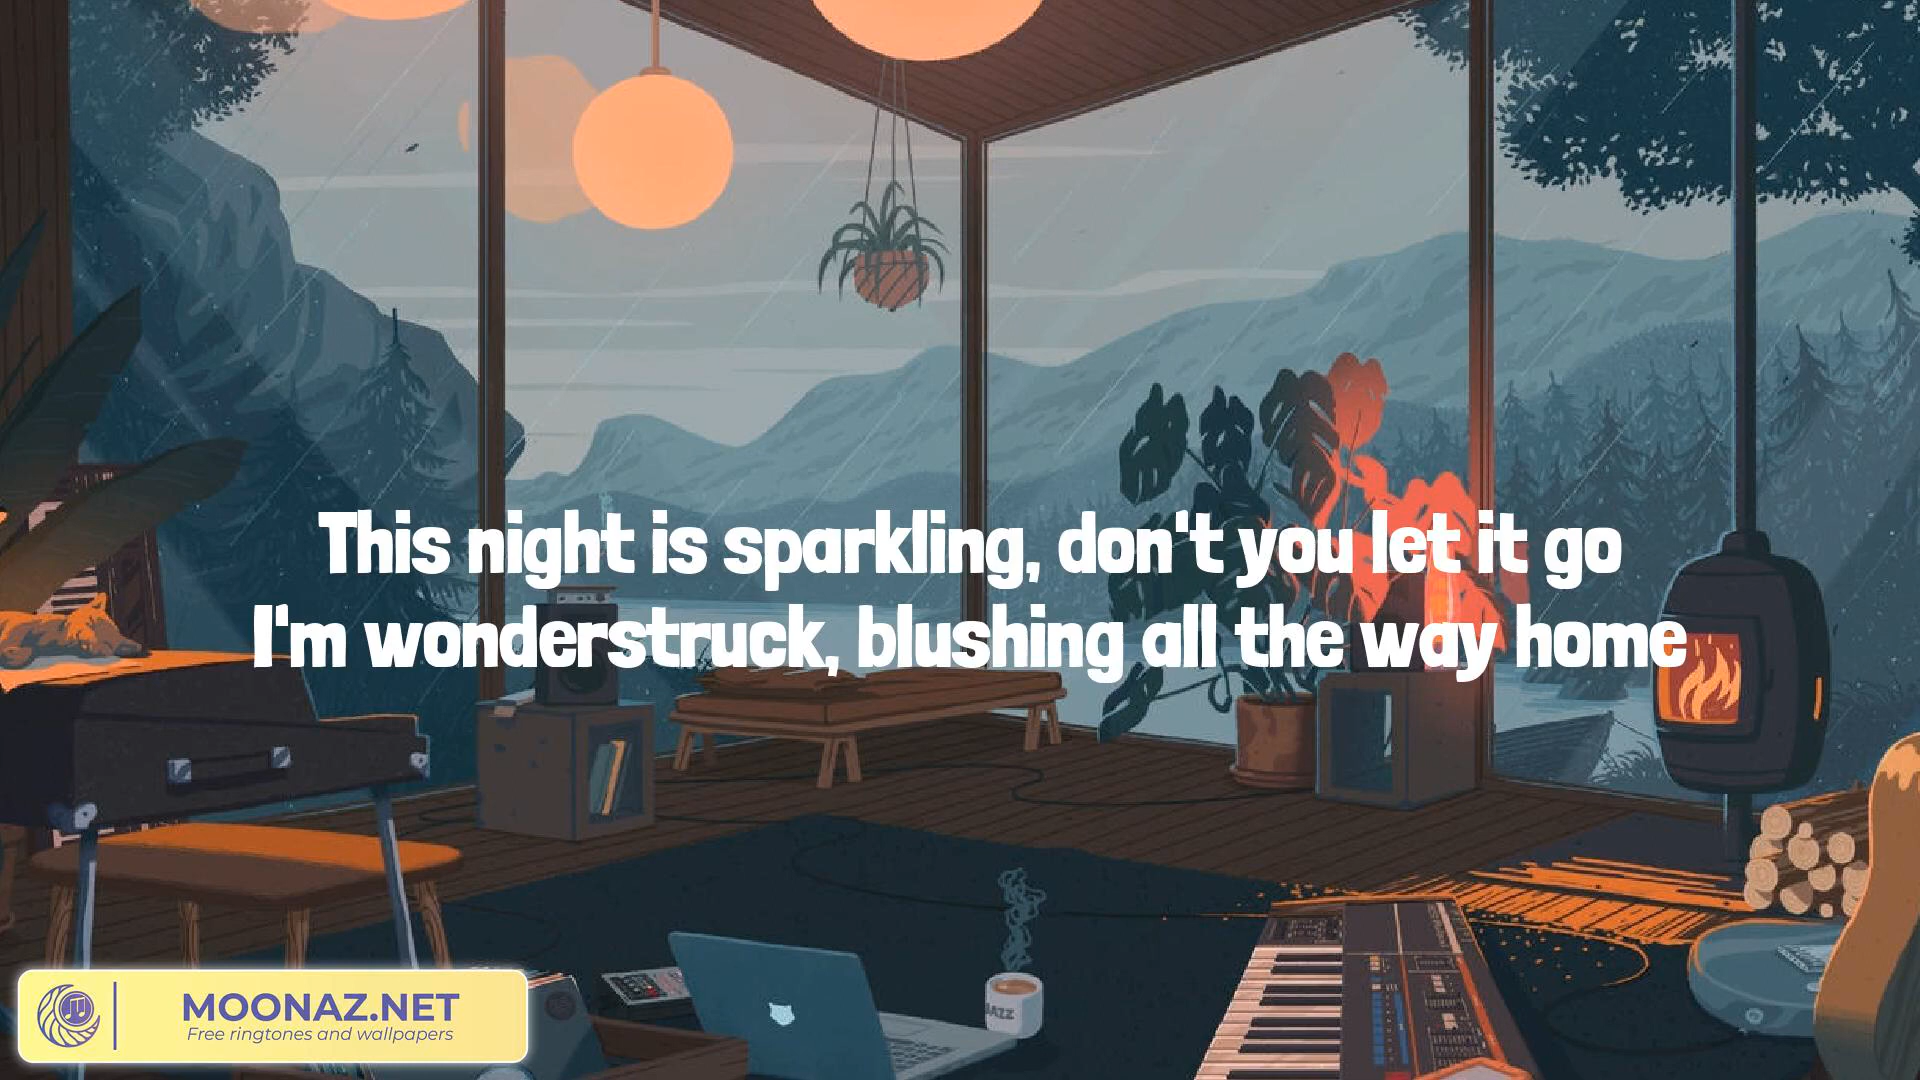 This night is sparkling, don't you let it go
I'm wonderstruck, blushing all the way home
JAZZ
MOONAZ.NET
Free ringtones and wallpapers